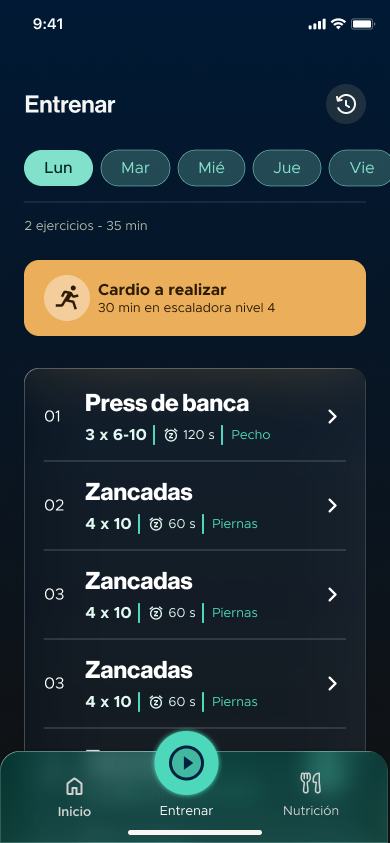 9:41
Entrenar
Lun Mar Mié Jue Vie
2 ejercicios - 35 min
Cardio a realizar
30 min en escaladora nivel 4
01 Press de banca
3 x 6-10 120 s Pecho
02 Zancadas
4 x 10 60 s Piernas
03 Zancadas
4 x 10 60 s Piernas
03 Zancadas
4 x 10 60 s Piernas
Inicio Entrenar Nutrición